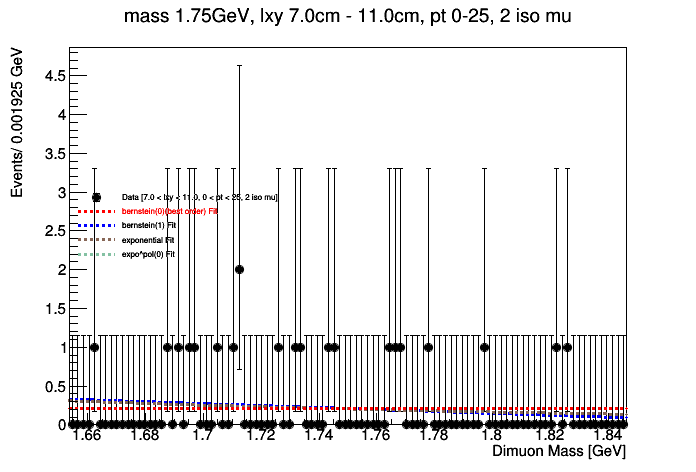 mass 1.75GeV, lxy 7.0cm - 11.0cm, pt 0-25, 2 iso mu
Events/ 0.001925 GeV
4.5
4
3.5
3
2.5
2
1.5
1
0.5
0
Data [7.0 < lxy < 11.0, 0 < pt < 25, 2 iso mu]
bernstein(0)(best order) Fit
bernstein(1) Fit
exponential Fit
expo^pol(0) Fit
1.66 1.68 1.7 1.72 1.74 1.76 1.78 1.8 1.82 1.84
Dimuon Mass [GeV]